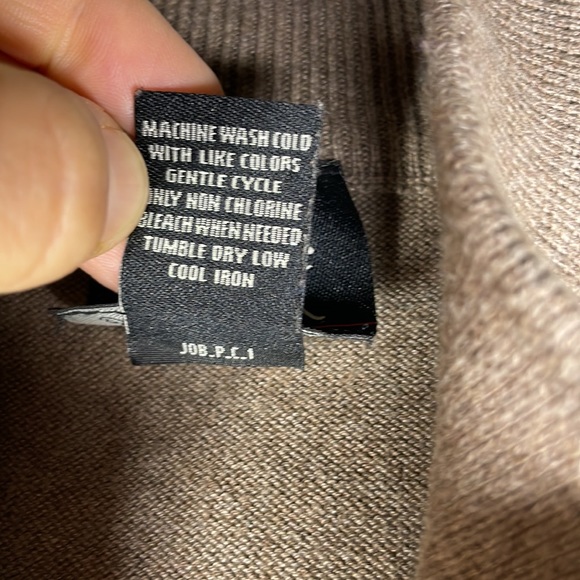 MACHINE WASH COLD
WITH LIKE COLORS
GENTLE CYCLE
ONLY NON CHLORINE
BLEACH WHEN NEEDED
TUMBLE DRY LOW
COOL IRON
JOB_P_C_1